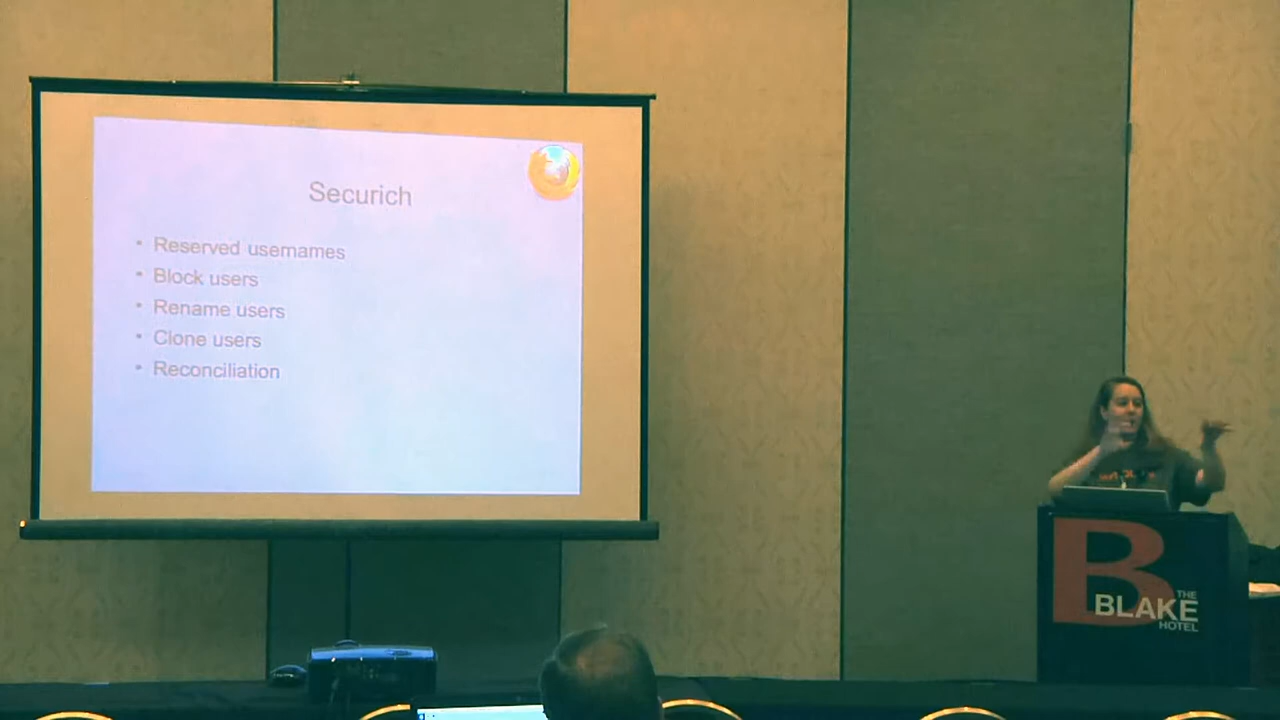 Securich
• Reserved usernames
• Block users
• Rename users
• Clone users
• Reconciliation
B
THE
BLAKE
HOTEL